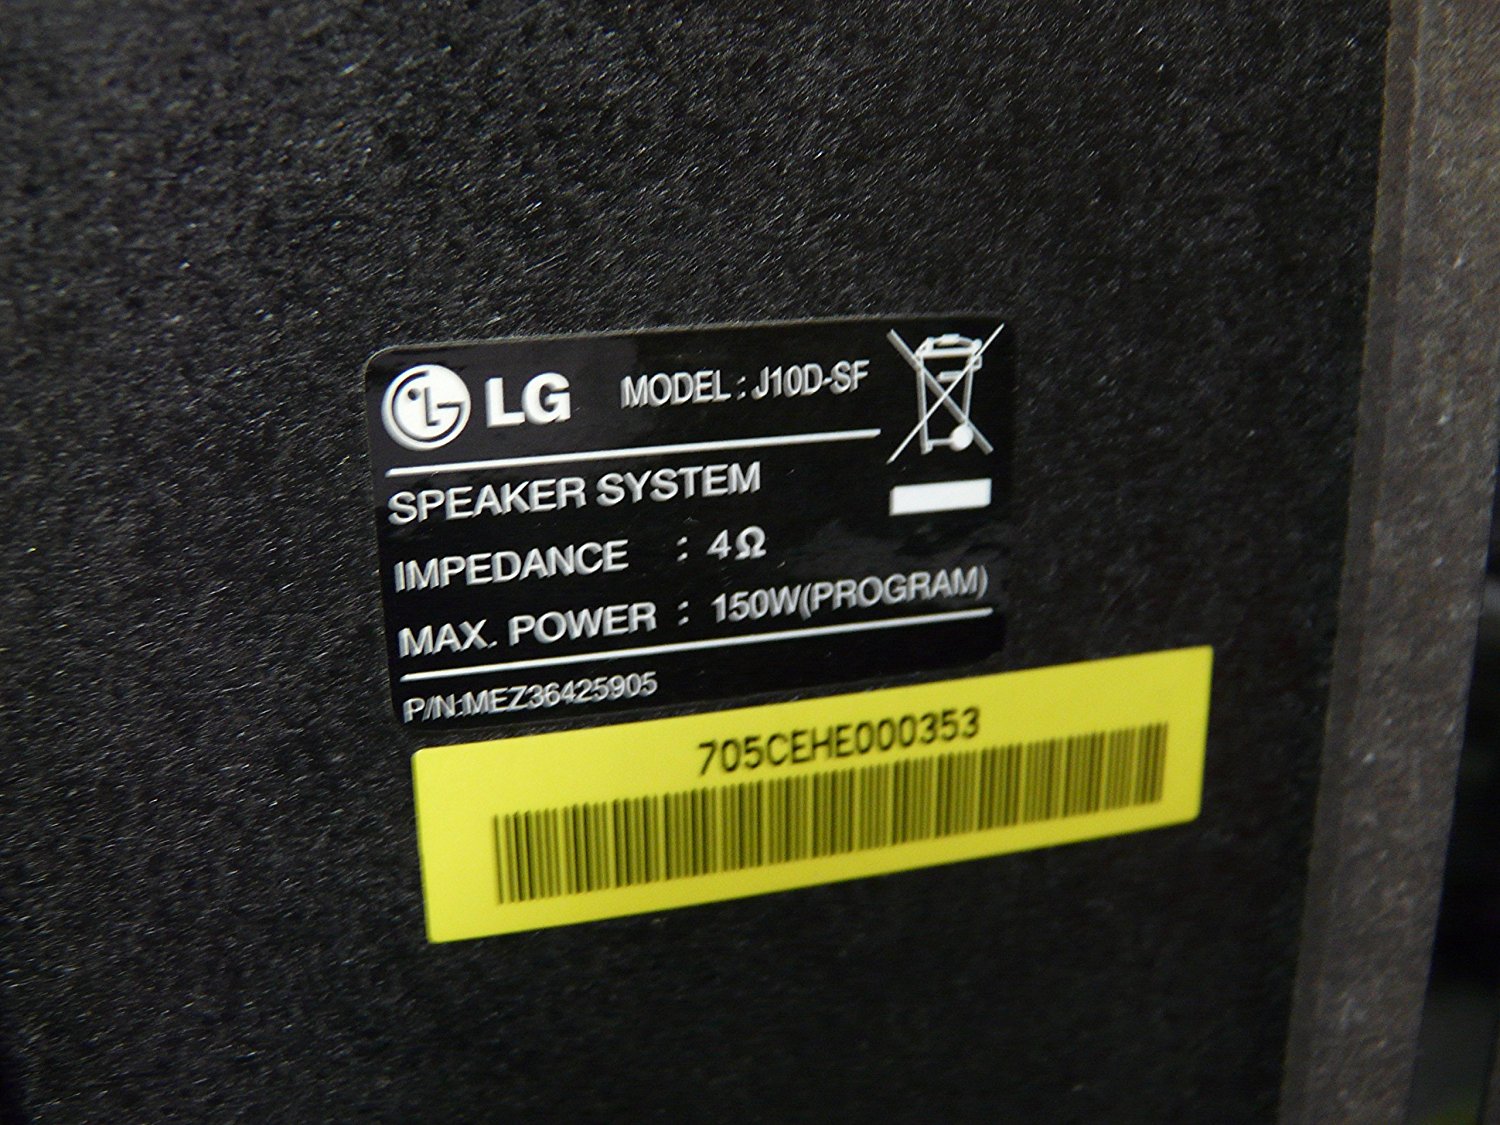 LG MODEL : J10D-SF
SPEAKER SYSTEM
IMPEDANCE : 4Ω
MAX. POWER : 150W(PROGRAM)
P/N:MEZ36425905
705CEHE000353